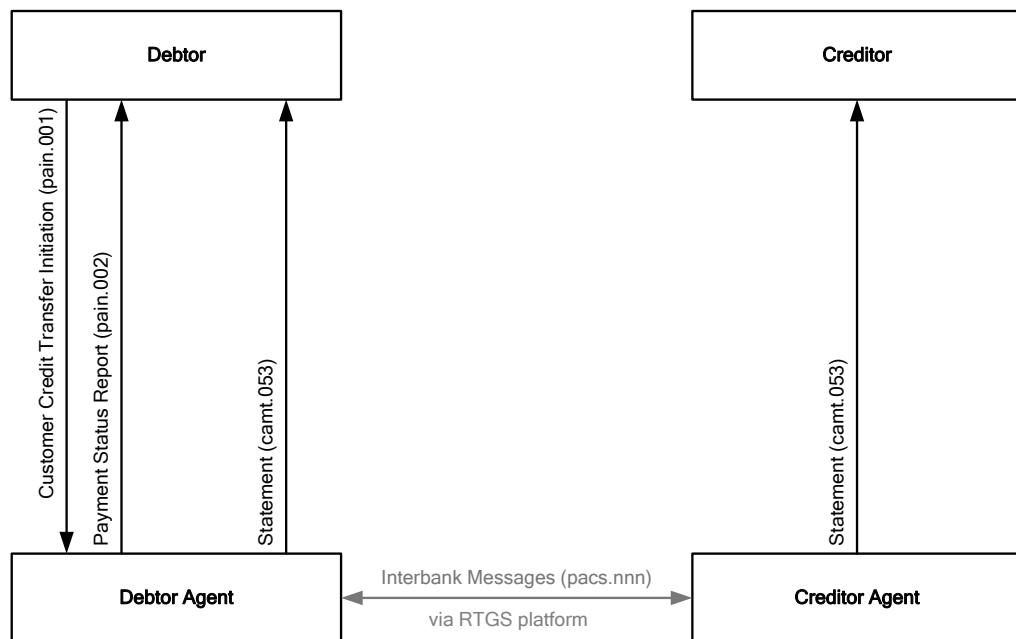 Debtor
Creditor
Customer Credit Transfer Initiation (pain.001)
Payment Status Report (pain.002)
Statement (camt.053)
Statement (camt.053)
Debtor Agent
Interbank Messages (pacs.nnn)
via RTGS platform
Creditor Agent